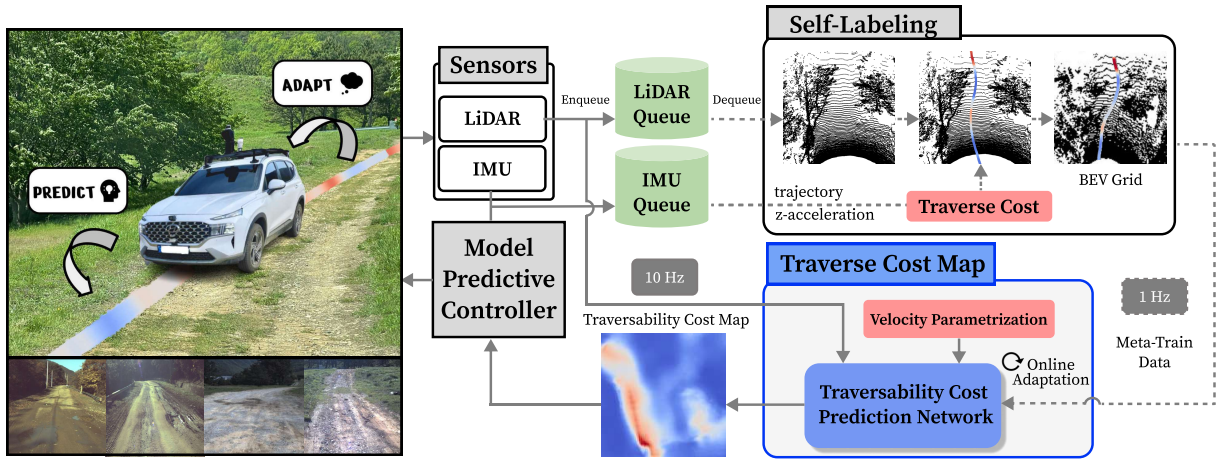 ADAPT
PREDICT
Sensors
LiDAR
IMU
Model
Predictive
Controller
Enqueue
LiDAR
Queue
IMU
Queue
Dequeue
Self-Labeling
trajectory
z-acceleration
Traverse Cost
BEV Grid
10 Hz
Traversability Cost Map
Traverse Cost Map
Velocity Parametrization
Traversability Cost
Prediction Network
Online
Adaptation
1 Hz
Meta-Train
Data